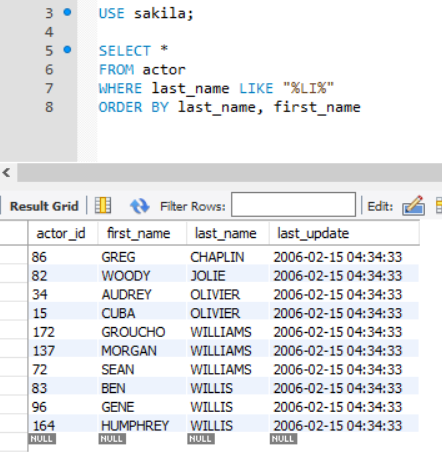 3 USE sakila;
4
5 SELECT *
6 FROM actor
7 WHERE last_name LIKE "%LI%"
8 ORDER BY last_name, first_name
Result Grid Filter Rows: Edit:
actor_id first_name last_name last_update
86 GREG CHAPLIN 2006-02-15 04:34:33
82 WOODY JOLIE 2006-02-15 04:34:33
34 AUDREY OLIVIER 2006-02-15 04:34:33
15 CUBA OLIVIER 2006-02-15 04:34:33
172 GROUCHO WILLIAMS 2006-02-15 04:34:33
137 MORGAN WILLIAMS 2006-02-15 04:34:33
72 SEAN WILLIAMS 2006-02-15 04:34:33
83 BEN WILLIS 2006-02-15 04:34:33
96 GENE WILLIS 2006-02-15 04:34:33
164 HUMPHREY WILLIS 2006-02-15 04:34:33
NULL NULL NULL NULL